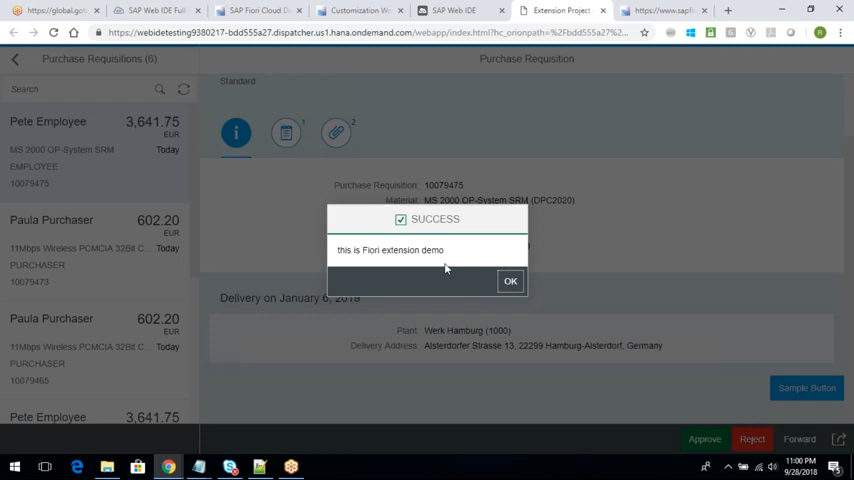 https://global.got
SAP Web IDE Full
SAP Fiori Cloud D
Customization W
SAP Web IDE
Extension Project
https://www.sapfi
https://webidetesting9380217-bdd555a27.dispatcher.us1.hana.ondemand.com/webapp/index.html?hc_orionpath=%2Fbdd555a27%2...
R
Purchase Requisitions (6)
Purchase Requisition
Search
Standard
1
2
Pete Employee
3,641.75
EUR
MS 2000 OP-System SRM
Today
EMPLOYEE
10079475
Purchase Requisition: 10079475
Material: MS 2000 OP-System SRM (DPC2020)
SUCCESS
this is Fiori extension demo
OK
Paula Purchaser
602.20
EUR
11Mbps Wireless PCMCIA 32Bit C...
Today
PURCHASER
10079473
Delivery on January 6, 2019
Plant: Werk Hamburg (1000)
Delivery Address: Alsterdorfer Strasse 13, 22299 Hamburg-Alsterdorf, Germany
Paula Purchaser
602.20
EUR
11Mbps Wireless PCMCIA 32Bit C...
Today
PURCHASER
10079465
Sample Button
Pete Employee
3,641.75
Approve
Reject
Forward
11:00 PM
9/28/2018